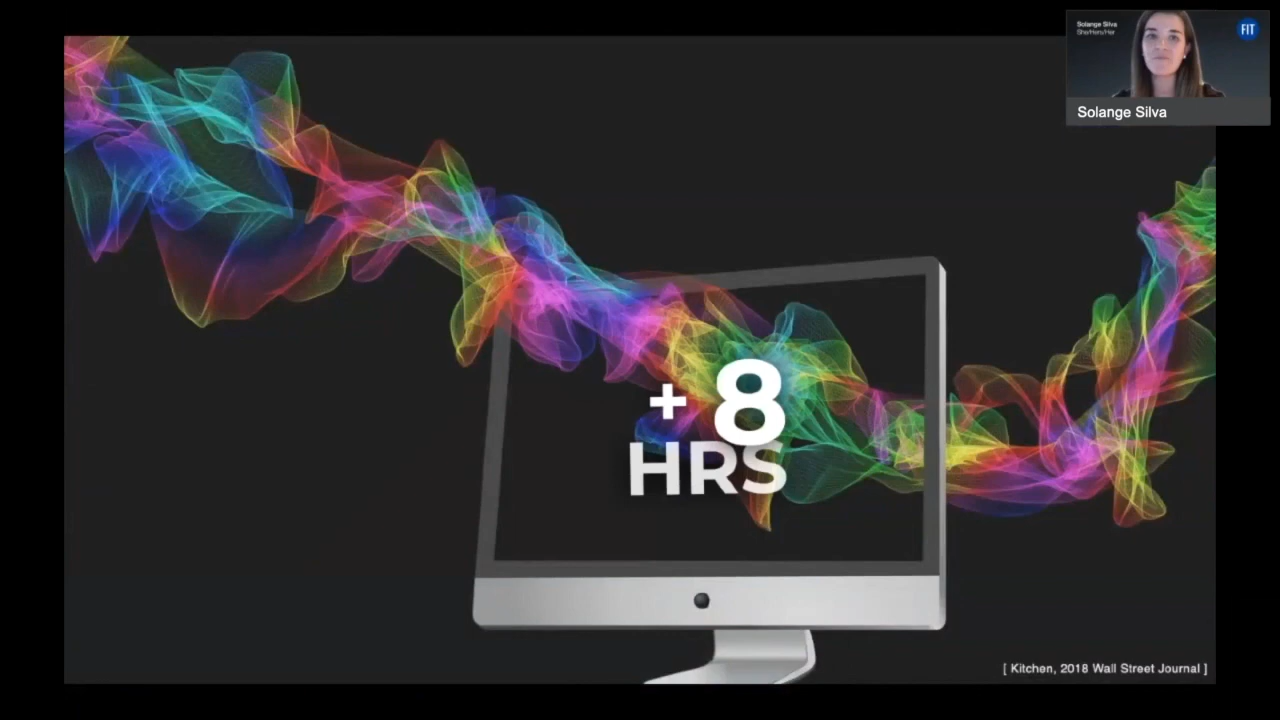 Solange Silva
She/Hers/Her
FIT
Solange Silva
+ 8
HRS
[ Kitchen, 2018 Wall Street Journal ]